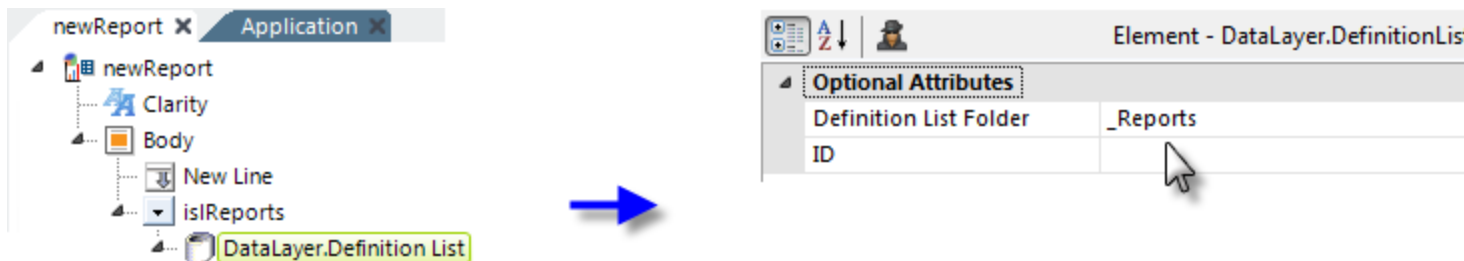 newReport
Application
newReport
Clarity
Body
New Line
islReports
DataLayer.Definition List
Element - DataLayer.DefinitionList
Optional Attributes
Definition List Folder
_Reports
ID